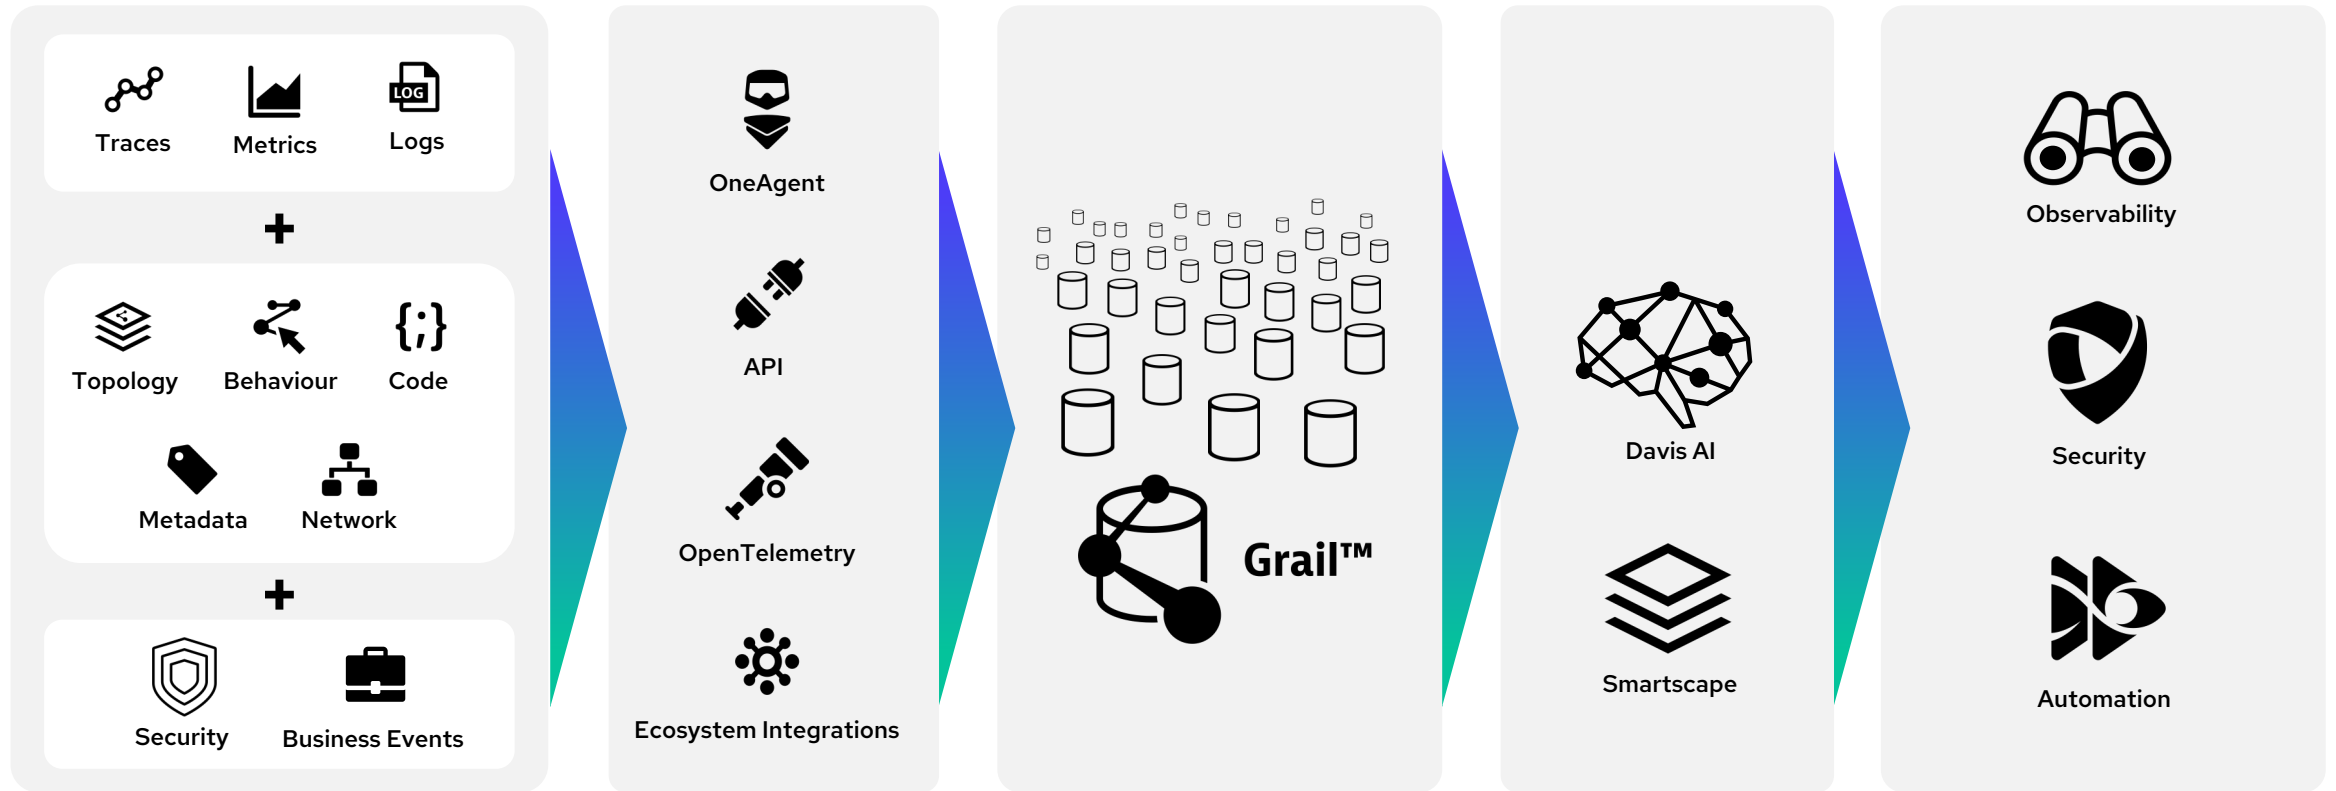 Traces
Metrics
LOG
Logs
Topology
Behaviour
{;}
Code
Metadata
Network
Security
Business Events
OneAgent
API
OpenTelemetry
Ecosystem Integrations
Grail™
Davis AI
Smartscape
Observability
Security
Automation